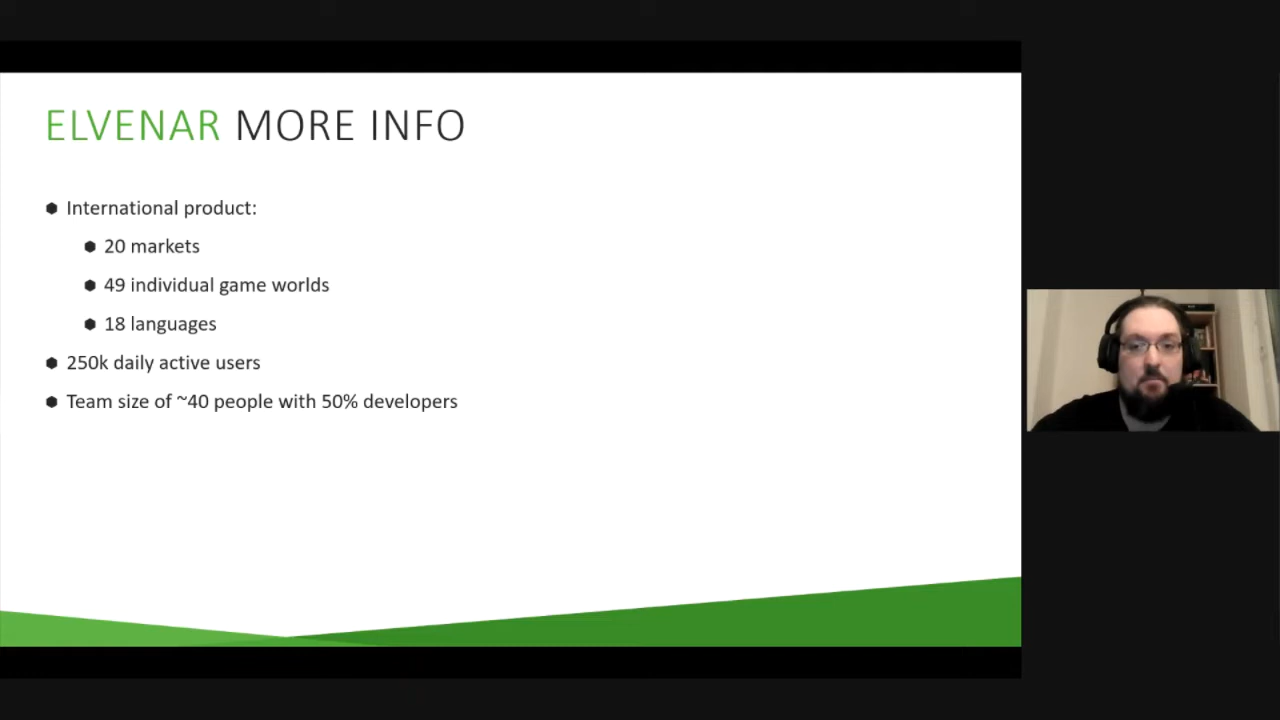 ELVENAR MORE INFO
International product:
20 markets
49 individual game worlds
18 languages
250k daily active users
Team size of ~40 people with 50% developers